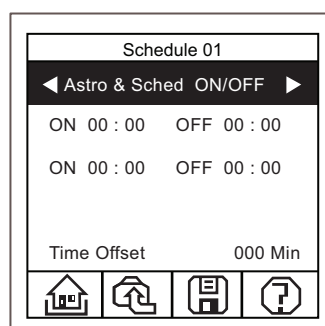 Schedule 01
Astro & Sched ON/OFF
ON 00 : 00 OFF 00 : 00
ON 00 : 00 OFF 00 : 00
Time Offset 000 Min
?